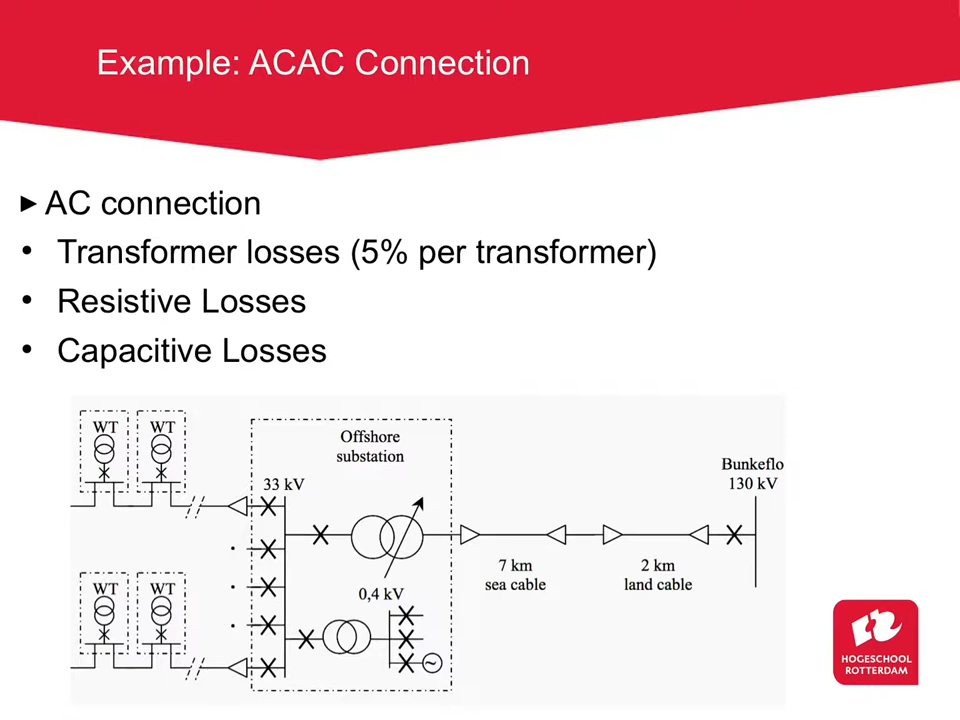 Example: ACAC Connection
►AC connection
• Transformer losses (5% per transformer)
• Resistive Losses
• Capacitive Losses
WT WT
Offshore
substation
33 kV
Bunkeflo
130 kV
7 km
sea cable
2 km
land cable
WT WT
0,4 kV
~
HOGESCHOOL
ROTTERDAM